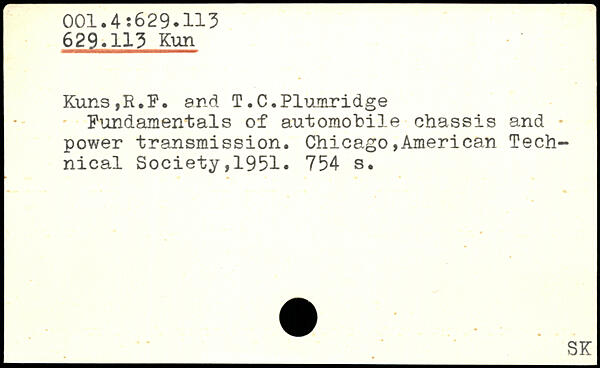 001.4:629.113
629.113 Kun
Kuns,R.F. and T.C.Plumridge
Fundamentals of automobile chassis and
power transmission. Chicago,American Tech-
nical Society,1951. 754 s.
SK